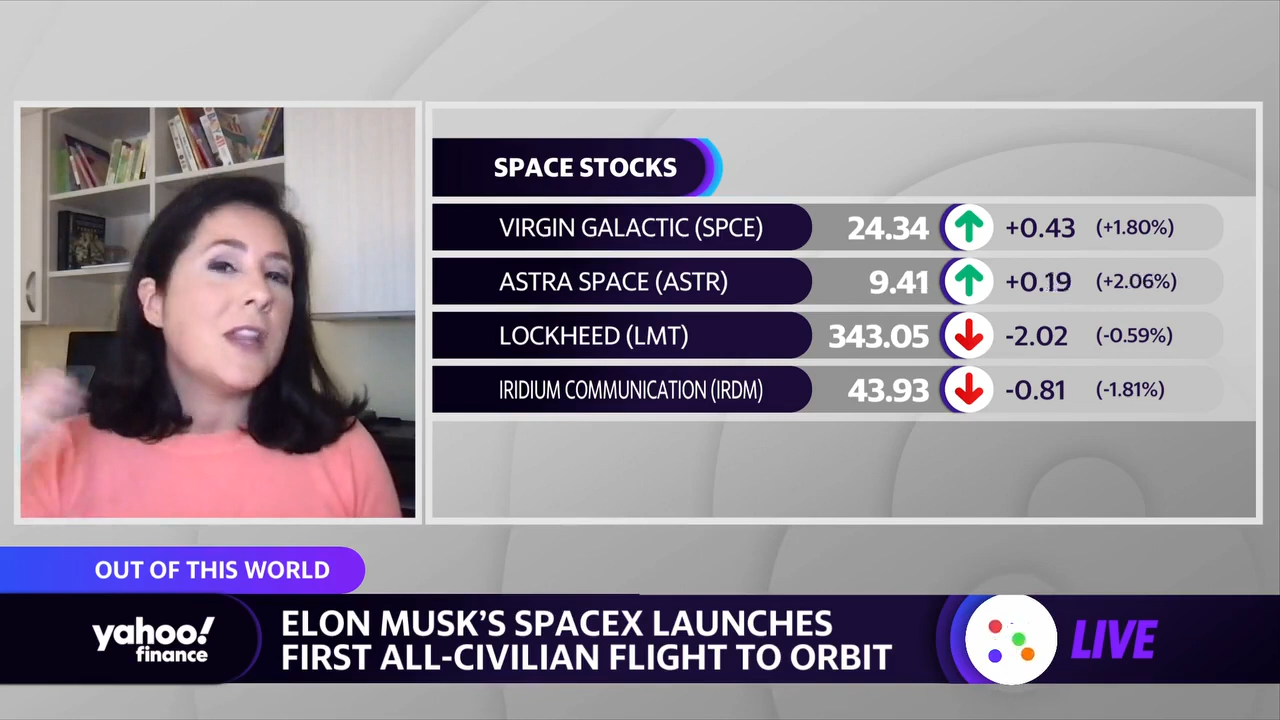 SPACE STOCKS
VIRGIN GALACTIC (SPCE) 24.34 +0.43 (+1.80%)
ASTRA SPACE (ASTR) 9.41 +0.19 (+2.06%)
LOCKHEED (LMT) 343.05 -2.02 (-0.59%)
IRIDIUM COMMUNICATION (IRDM) 43.93 -0.81 (-1.81%)
OUT OF THIS WORLD
yahoo!
finance
ELON MUSK'S SPACEX LAUNCHES
FIRST ALL-CIVILIAN FLIGHT TO ORBIT
LIVE